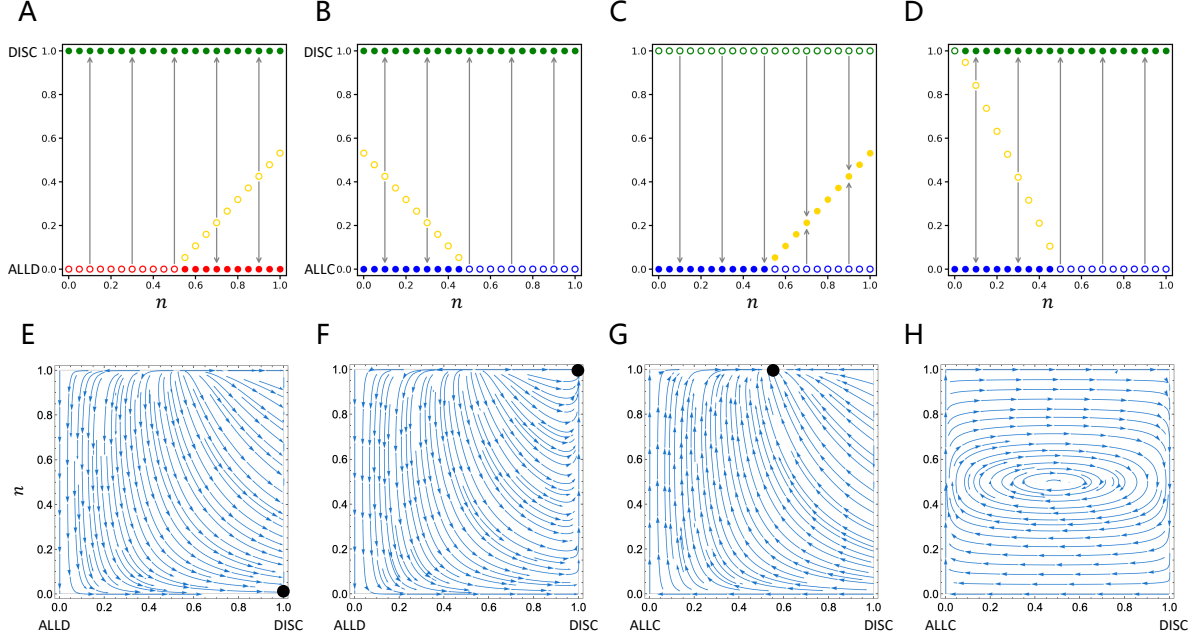 A B C D
DISC 1.0 1.0 1.0 1.0
0.8 0.8 0.8 0.8
0.6 0.6 0.6 0.6
0.4 0.4 0.4 0.4
0.2 0.2 0.2 0.2
ALLD 0.0 ALLC 0.0 0.0 0.0
0.0 0.2 0.4 0.6 0.8 1.0 0.0 0.2 0.4 0.6 0.8 1.0 0.0 0.2 0.4 0.6 0.8 1.0 0.0 0.2 0.4 0.6 0.8 1.0
n n n n
E F G H
1.0 1.0 1.0 1.0
0.8 0.8 0.8 0.8
0.6 0.6 0.6 0.6
n
0.4 0.4 0.4 0.4
0.2 0.2 0.2 0.2
0.0 0.0 0.0 0.0
0.0 0.2 0.4 0.6 0.8 1.0 0.0 0.2 0.4 0.6 0.8 1.0 0.0 0.2 0.4 0.6 0.8 1.0 0.0 0.2 0.4 0.6 0.8 1.0
ALLD DISC ALLD DISC ALLC DISC ALLC DISC